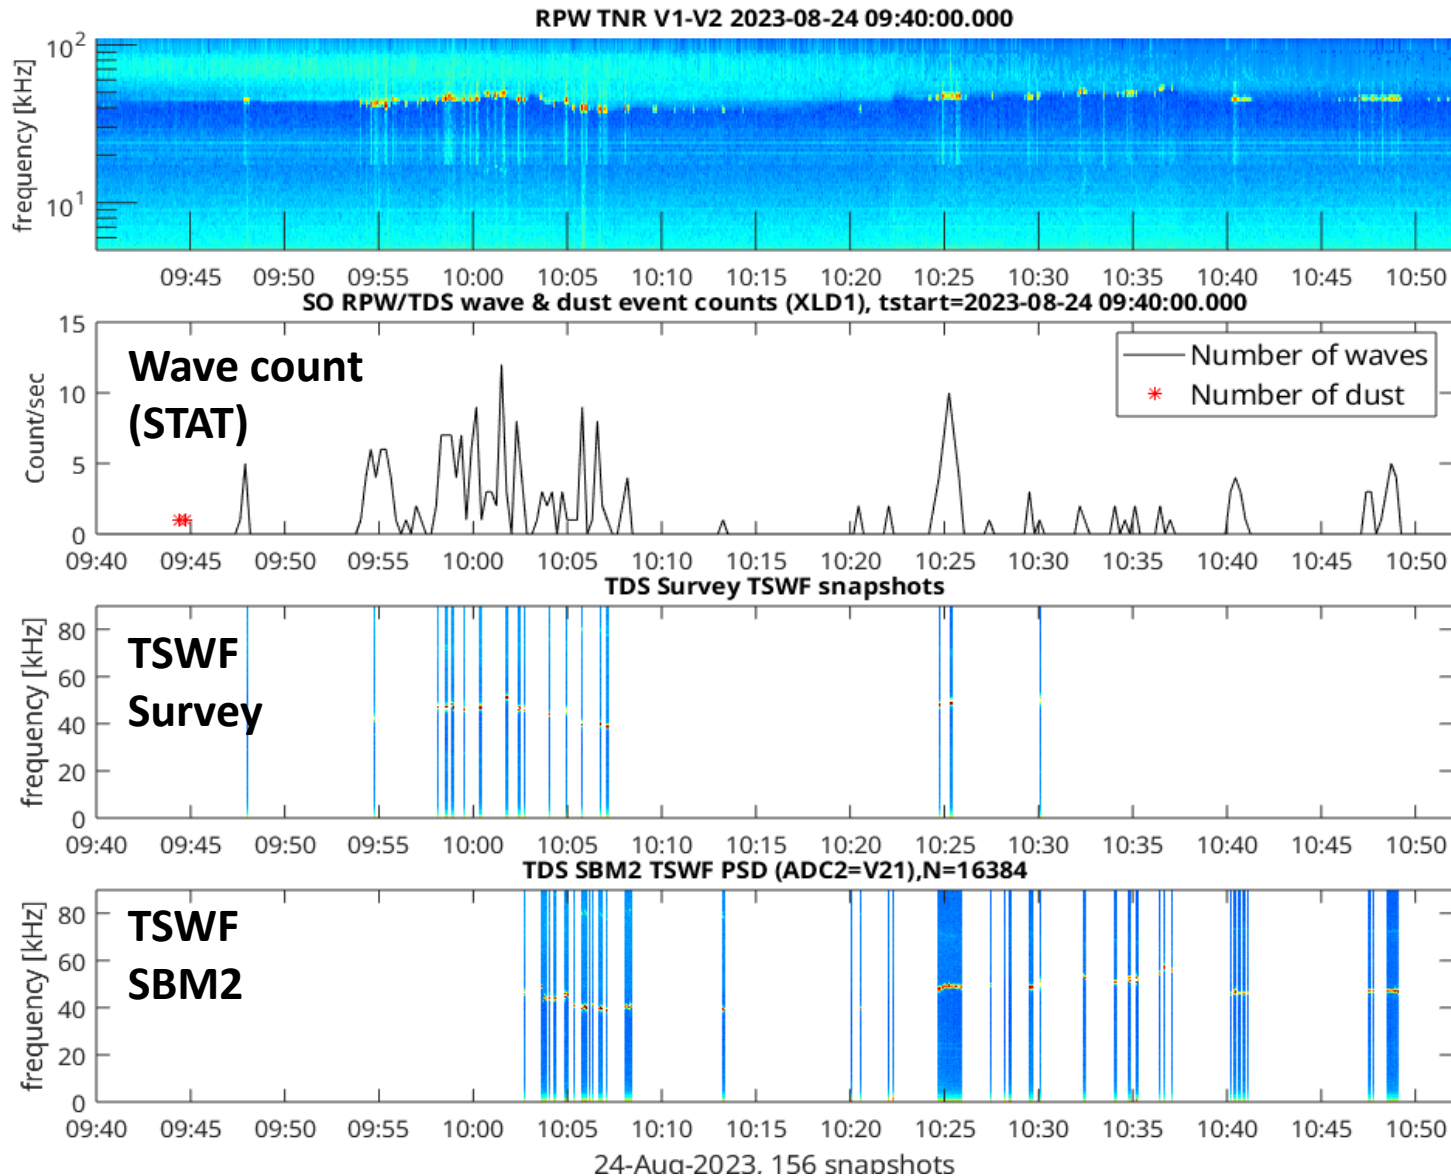 RPW TNR V1-V2 2023-08-24 09:40:00.000
frequency [kHz]
10^2
10^1
09:45 09:50 09:55 10:00 10:05 10:10 10:15 10:20 10:25 10:30 10:35 10:40 10:45 10:50
SO RPW/TDS wave & dust event counts (XLD1), tstart=2023-08-24 09:40:00.000
Count/sec
15
10
5
0
Wave count
(STAT)
Number of waves
Number of dust
09:40 09:45 09:50 09:55 10:00 10:05 10:10 10:15 10:20 10:25 10:30 10:35 10:40 10:45 10:50
TDS Survey TSWF snapshots
frequency [kHz]
80
60
40
20
0
TSWF
Survey
09:40 09:45 09:50 09:55 10:00 10:05 10:10 10:15 10:20 10:25 10:30 10:35 10:40 10:45 10:50
TDS SBM2 TSWF PSD (ADC2=V21),N=16384
frequency [kHz]
80
60
40
20
0
TSWF
SBM2
09:40 09:45 09:50 09:55 10:00 10:05 10:10 10:15 10:20 10:25 10:30 10:35 10:40 10:45 10:50
24-Aug-2023, 156 snapshots